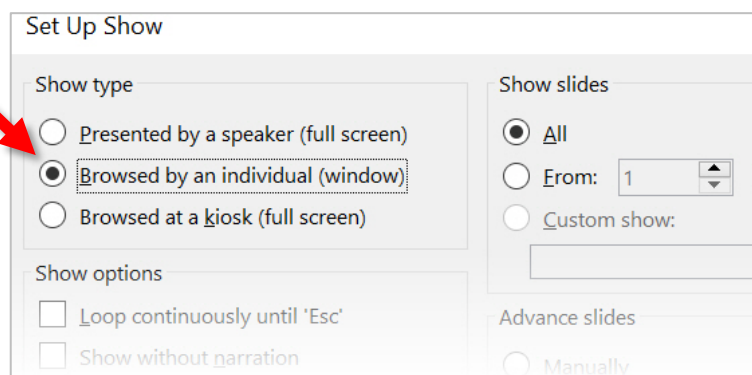 Set Up Show
Show type
Presented by a speaker (full screen)
Browsed by an individual (window)
Browsed at a kiosk (full screen)
Show slides
All
From: 1
Custom show:
Show options
Loop continuously until 'Esc'
Show without narration
Advance slides
Manually